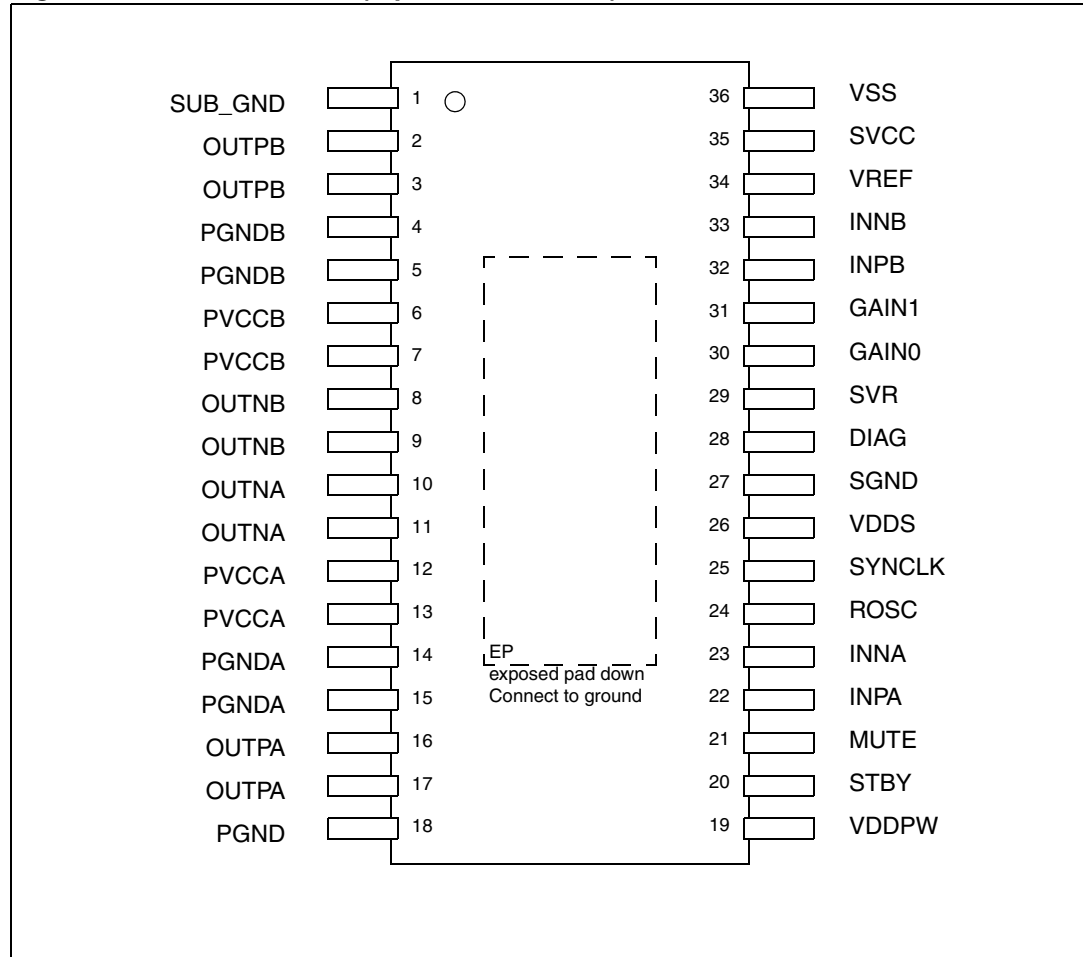 SUB_GND 1 36 VSS
OUTPB 2 35 SVCC
OUTPB 3 34 VREF
PGNDB 4 33 INNB
PGNDB 5 32 INPB
PVCCB 6 31 GAIN1
PVCCB 7 30 GAIN0
OUTNB 8 29 SVR
OUTNB 9 28 DIAG
OUTNA 10 27 SGND
OUTNA 11 26 VDDS
PVCCA 12 25 SYNCLK
PVCCA 13 24 ROSC
PGNDA 14 23 INNA
PGNDA 15 22 INPA
OUTPA 16 21 MUTE
OUTPA 17 20 STBY
PGND 18 19 VDDPW
EP
exposed pad down
Connect to ground